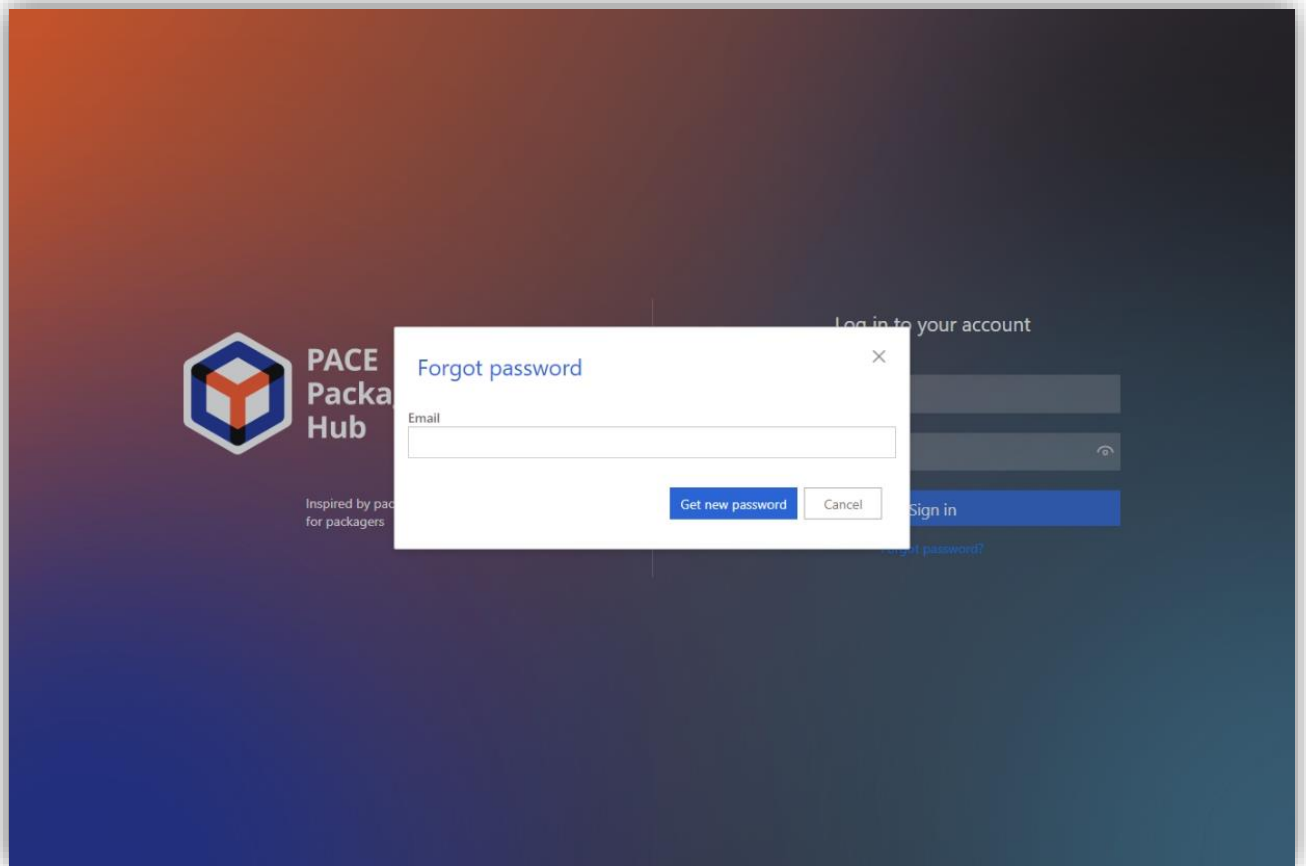 PACE
Packa
Hub
Inspired by pac
for packagers
Log in to your account
Forgot password
Email
Get new password
Cancel
Sign in
Forgot password?